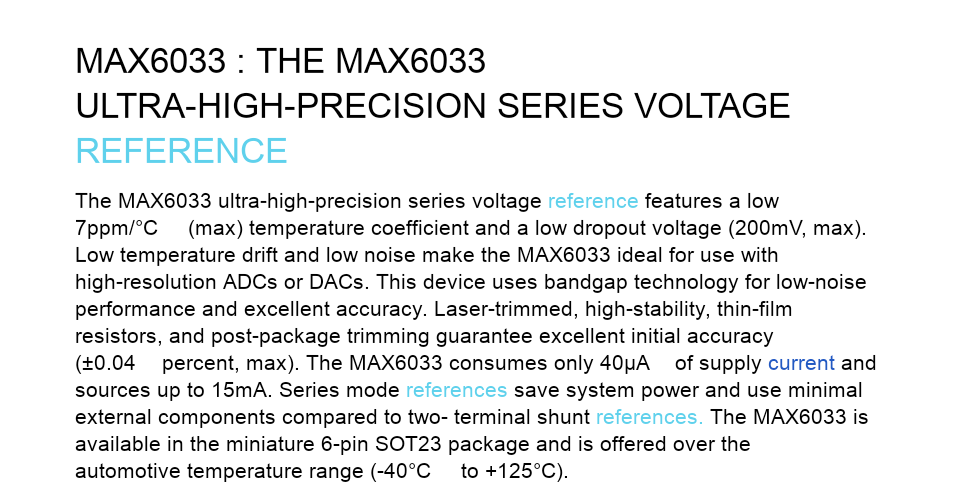 MAX6033 : THE MAX6033
ULTRA-HIGH-PRECISION SERIES VOLTAGE
REFERENCE
The MAX6033 ultra-high-precision series voltage reference features a low
7ppm/°C (max) temperature coefficient and a low dropout voltage (200mV, max).
Low temperature drift and low noise make the MAX6033 ideal for use with
high-resolution ADCs or DACs. This device uses bandgap technology for low-noise
performance and excellent accuracy. Laser-trimmed, high-stability, thin-film
resistors, and post-package trimming guarantee excellent initial accuracy
(±0.04 percent, max). The MAX6033 consumes only 40µA of supply current and
sources up to 15mA. Series mode references save system power and use minimal
external components compared to two- terminal shunt references. The MAX6033 is
available in the miniature 6-pin SOT23 package and is offered over the
automotive temperature range (-40°C to +125°C).